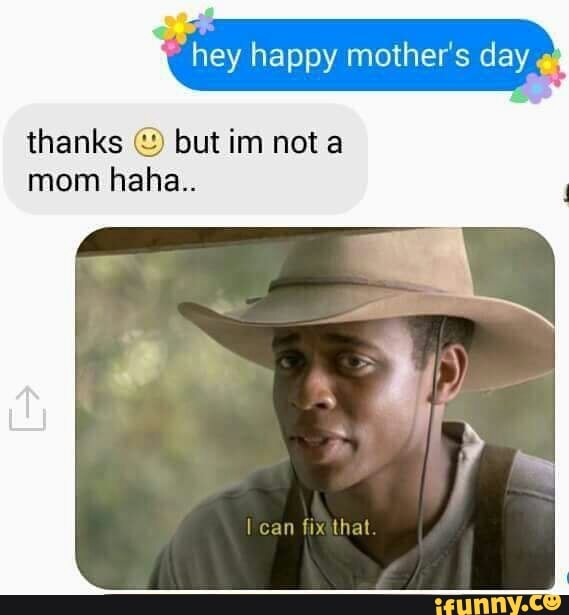 hey happy mother's day
thanks 🙂 but im not a
mom haha..
I can fix that.
ifunny.co